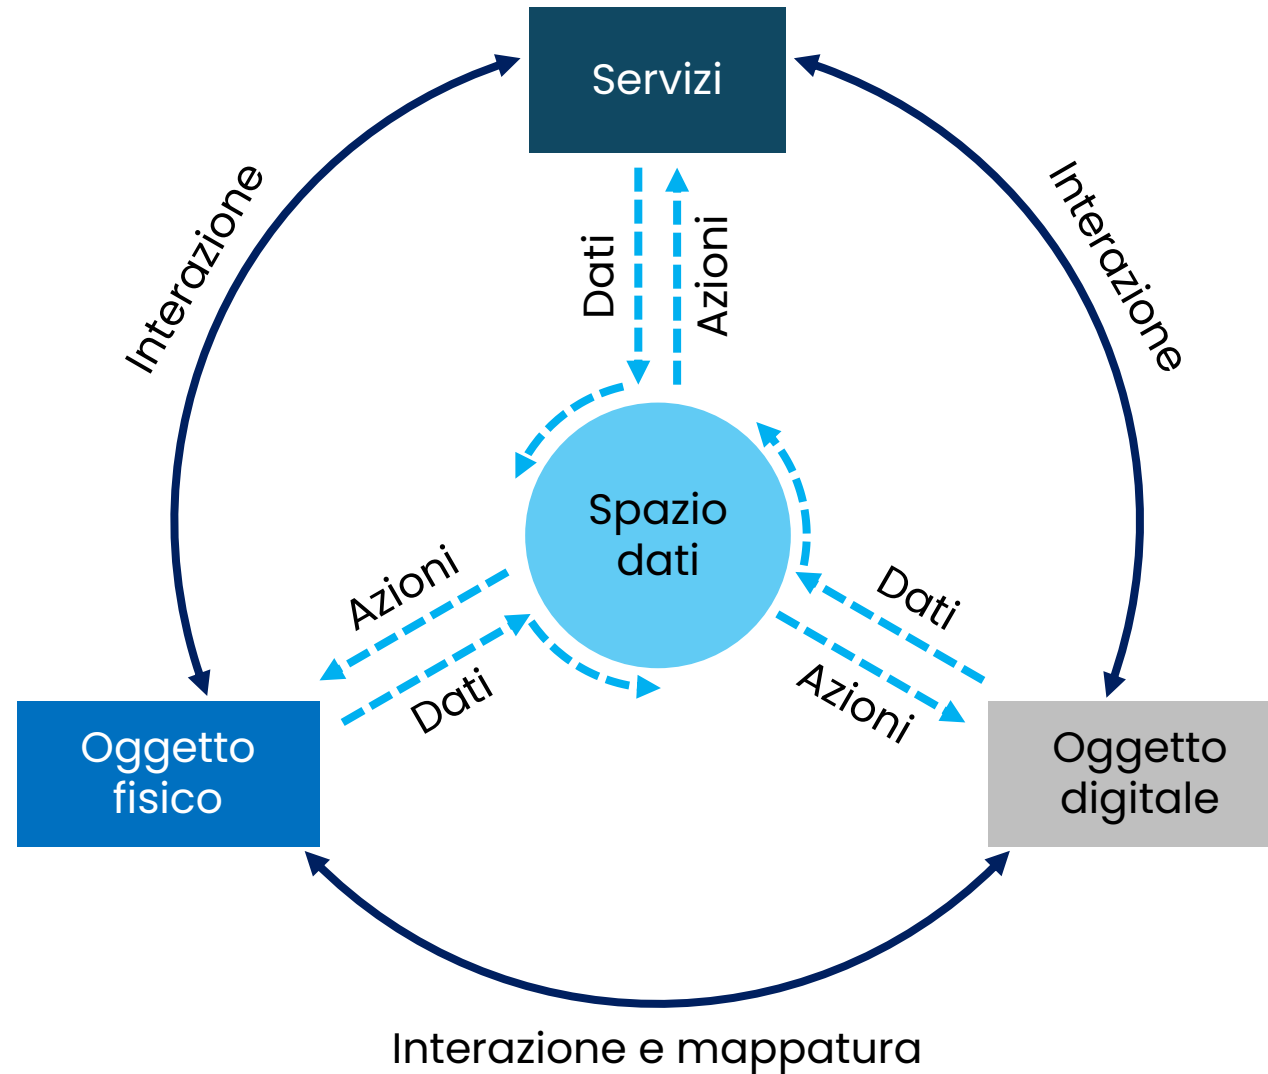 Servizi
Interazione
Interazione
Dati
Azioni
Spazio
dati
Azioni
Dati
Dati
Azioni
Oggetto
fisico
Oggetto
digitale
Interazione e mappatura